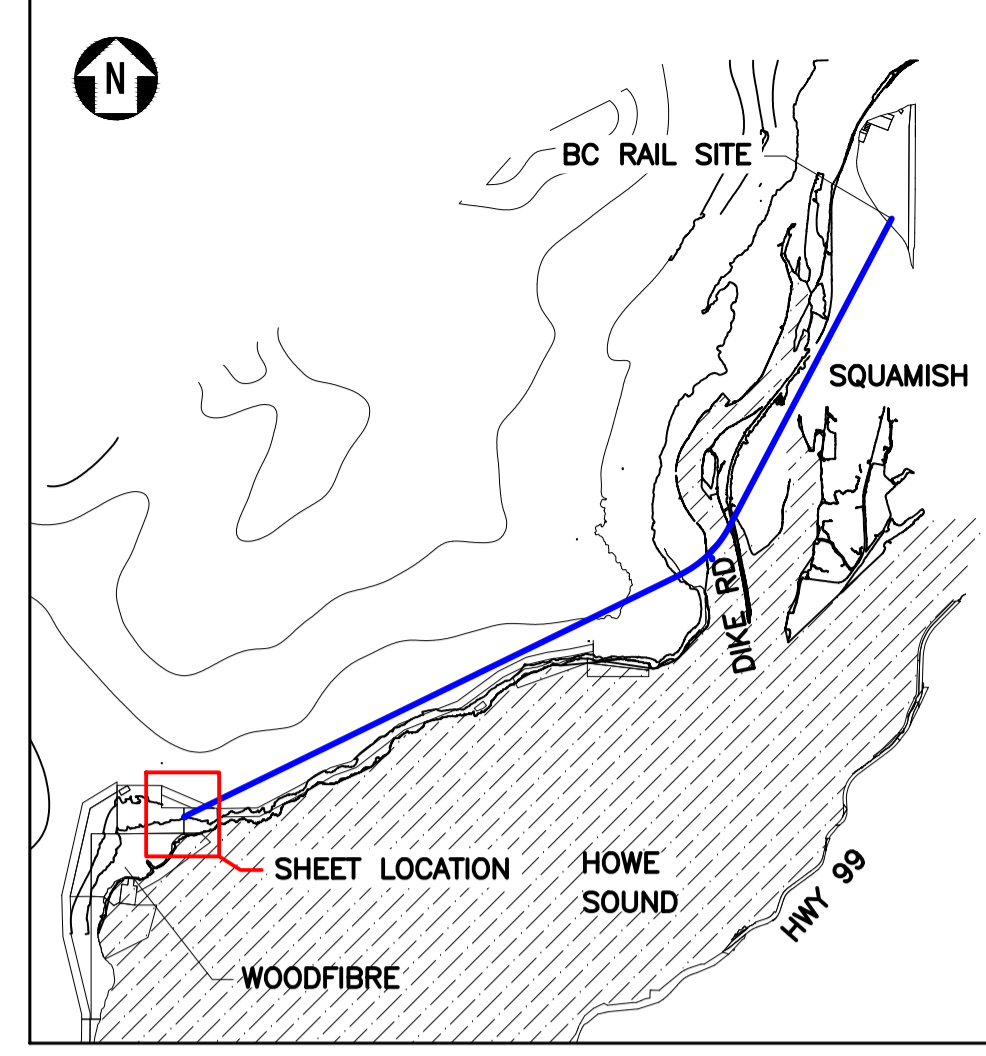 N
BC RAIL SITE
SQUAMISH
DIKE RD
SHEET LOCATION
HOWE
SOUND
HWY 99
WOODFIBRE